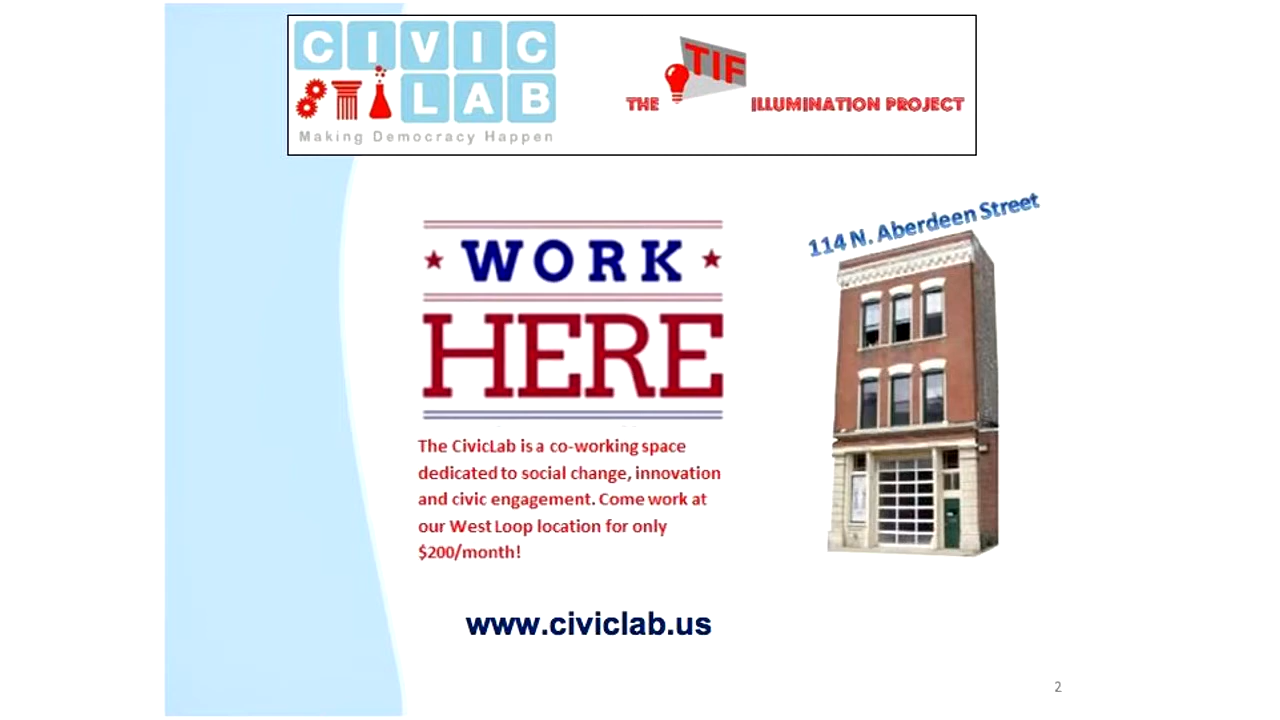 CIVIC
LAB
Making Democracy Happen
THE TIF ILLUMINATION PROJECT
114 N. Aberdeen Street
WORK
HERE
The CivicLab is a co-working space
dedicated to social change, innovation
and civic engagement. Come work at
our West Loop location for only
$200/month!
www.civiclab.us
2